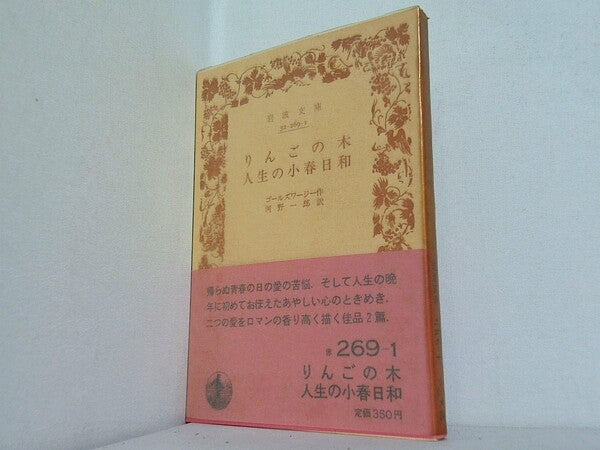 岩波文庫
32-269-1
りんごの木
人生の小春日和
ゴールズワージー作
河野一郎訳
帰らぬ青春の日の愛の苦悩，そして人生の晩
年に初めておぼえたあやしい心のときめき．
二つの愛をロマンの香り高く描く佳品2篇．
赤 269-1
りんごの木
人生の小春日和
定価350円